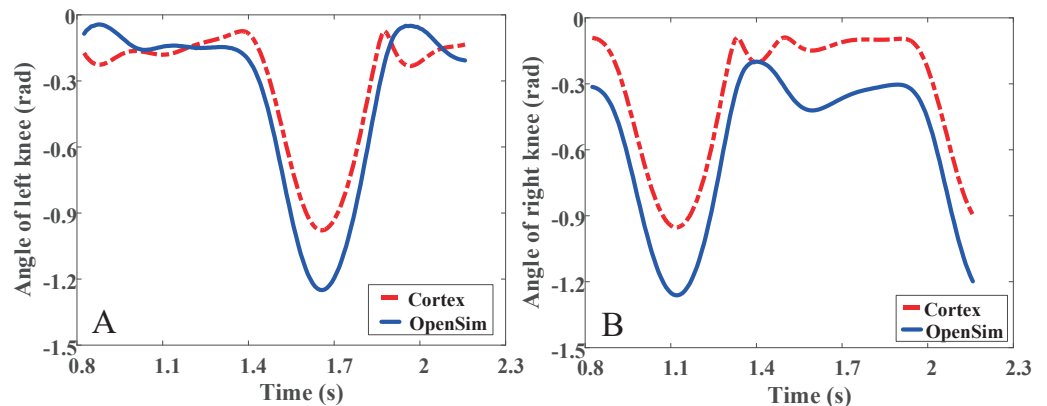 0
-0.3
-0.6
-0.9
-1.2
-1.5
Angle of left knee (rad)
A
Cortex
OpenSim
0.8 1.1 1.4 1.7 2 2.3
Time (s)
0
-0.3
-0.6
-0.9
-1.2
-1.5
Angle of right knee (rad)
B
Cortex
OpenSim
0.8 1.1 1.4 1.7 2 2.3
Time (s)